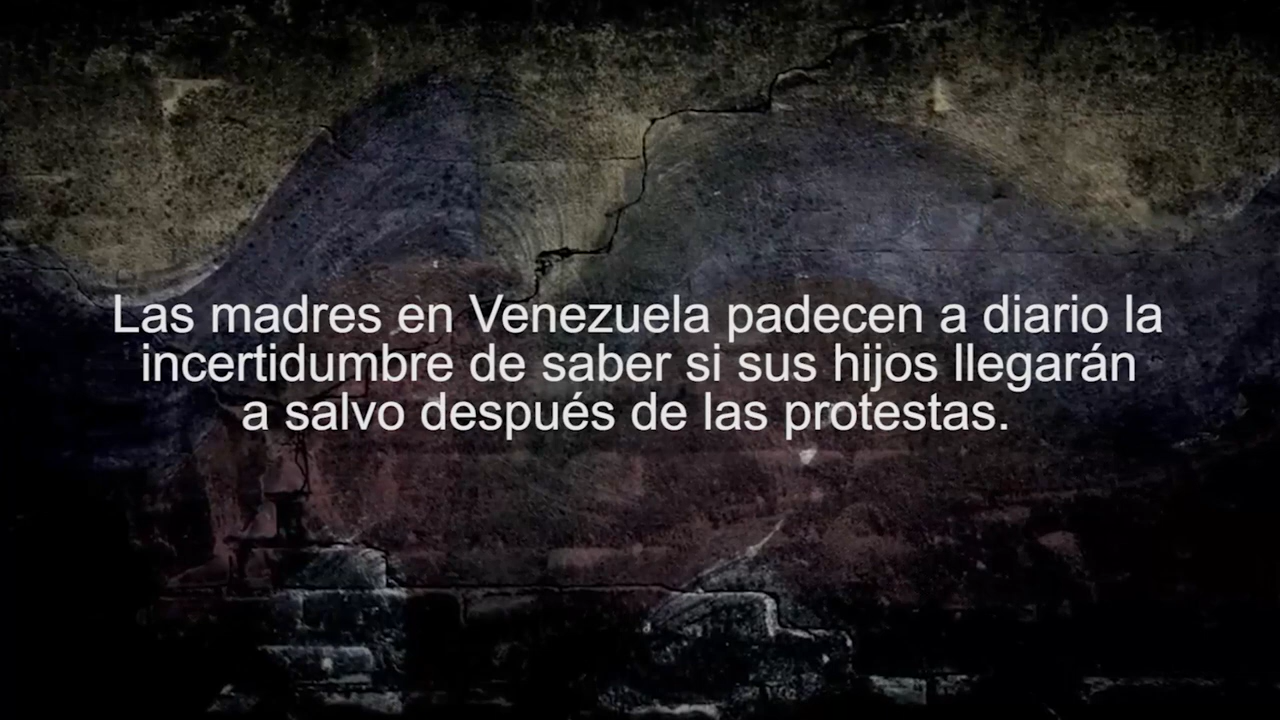 Las madres en Venezuela padecen a diario la
incertidumbre de saber si sus hijos llegarán
a salvo después de las protestas.